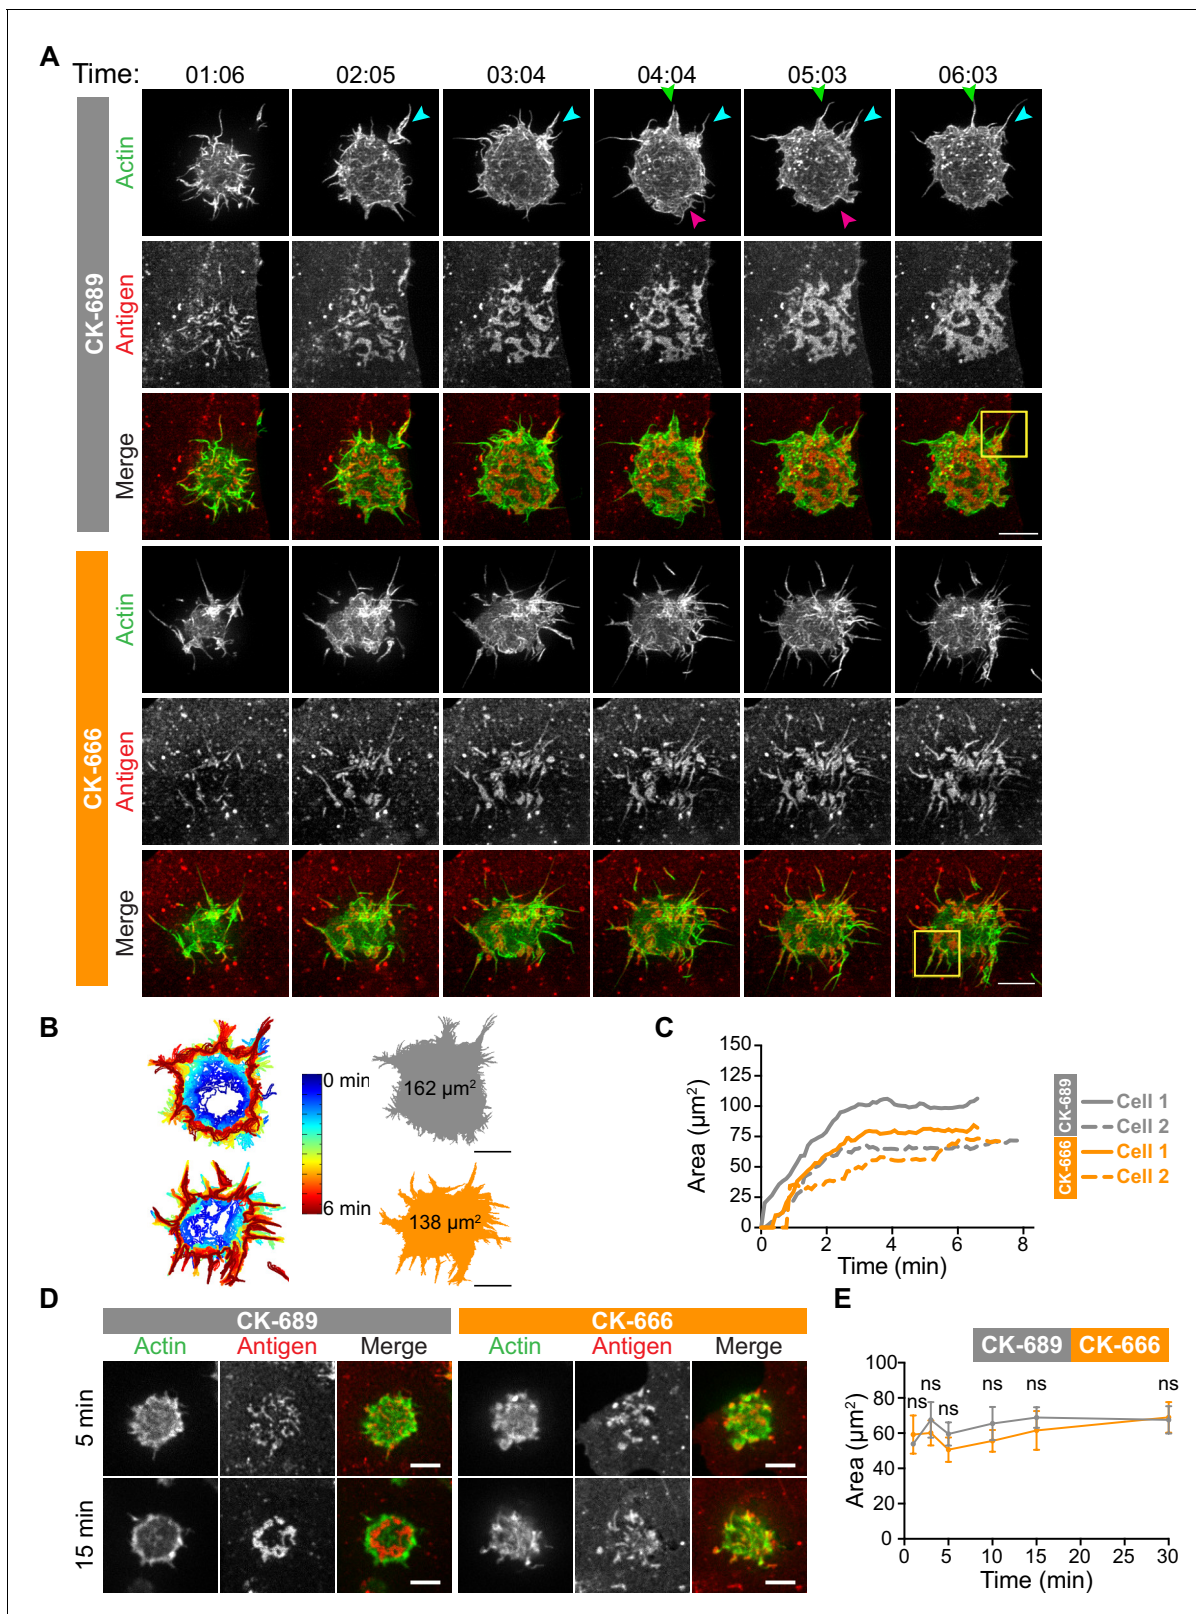 A
Time: 01:06 02:05 03:04 04:04 05:03 06:03
CK-689
Actin
Antigen
Merge
CK-666
Actin
Antigen
Merge
B
0 min
6 min
162 µm²
138 µm²
C
Area (µm²)
150
125
100
75
50
25
0
0 2 4 6 8
Time (min)
CK-689
Cell 1
Cell 2
CK-666
Cell 1
Cell 2
D
CK-689 CK-666
Actin Antigen Merge Actin Antigen Merge
5 min
15 min
E
CK-689 CK-666
Area (µm²)
100
80
60
40
20
0
ns ns ns ns ns ns
0 5 10 15 20 25 30
Time (min)